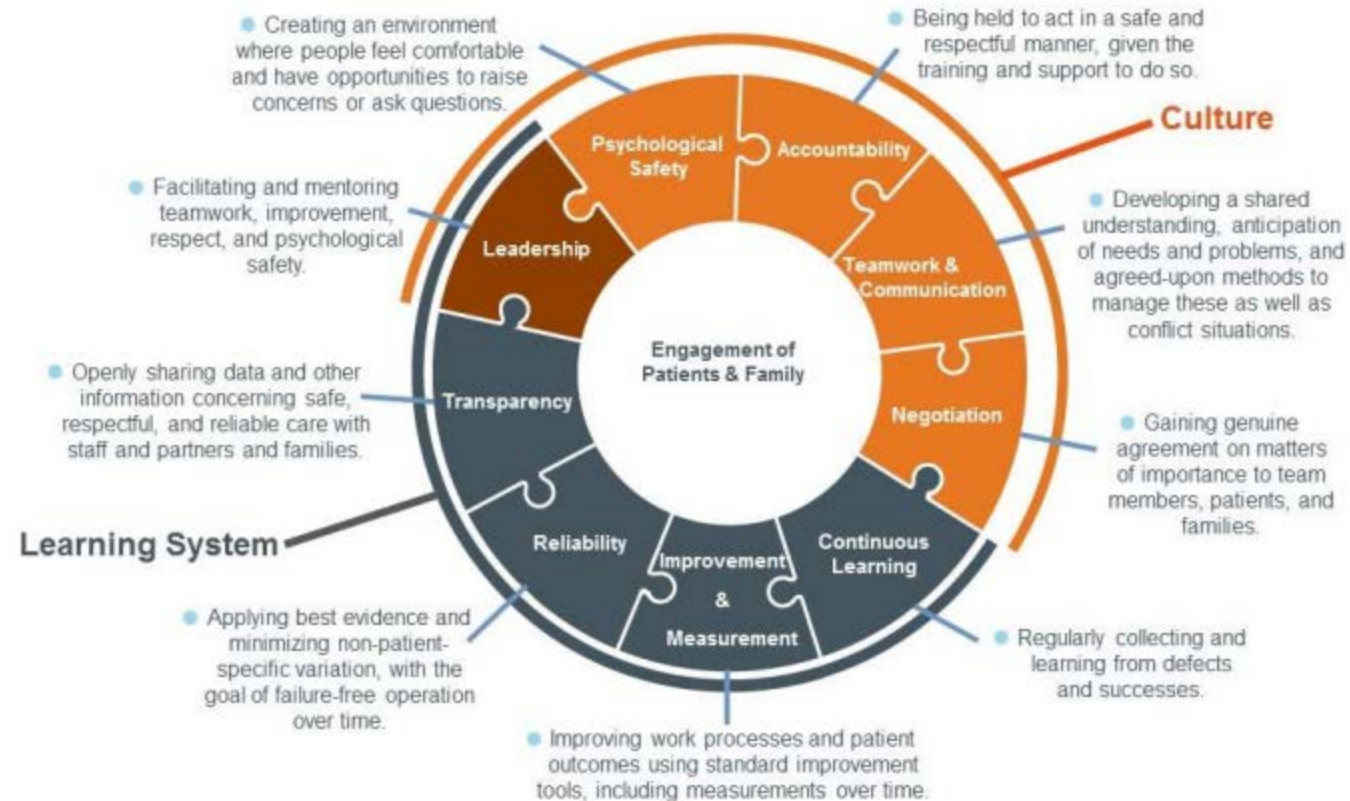 Creating an environment
where people feel comfortable
and have opportunities to raise
concerns or ask questions.
Being held to act in a safe and
respectful manner, given the
training and support to do so.
Culture
Psychological
Safety
Accountability
Facilitating and mentoring
teamwork, improvement,
respect, and psychological
safety.
Leadership
Teamwork &
Communication
Developing a shared
understanding, anticipation
of needs and problems, and
agreed-upon methods to
manage these as well as
conflict situations.
Engagement of
Patients & Family
Openly sharing data and other
information concerning safe,
respectful, and reliable care with
staff and partners and families.
Transparency
Negotiation
Gaining genuine
agreement on matters
of importance to team
members, patients, and
families.
Learning System
Reliability
Improvement
&
Measurement
Continuous
Learning
Applying best evidence and
minimizing non-patient-
specific variation, with the
goal of failure-free operation
over time.
Regularly collecting and
learning from defects
and successes.
Improving work processes and patient
outcomes using standard improvement
tools, including measurements over time.